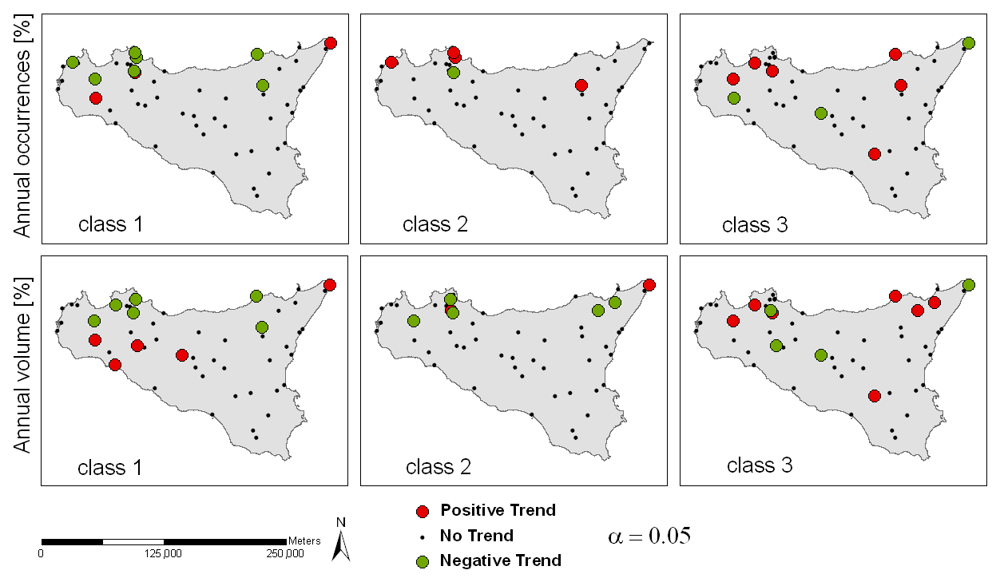 Annual occurrences [%]
class 1
class 2
class 3
Annual volume [%]
class 1
class 2
class 3
Positive Trend
No Trend
Negative Trend
α = 0.05
N
Meters
0
125,000
250,000